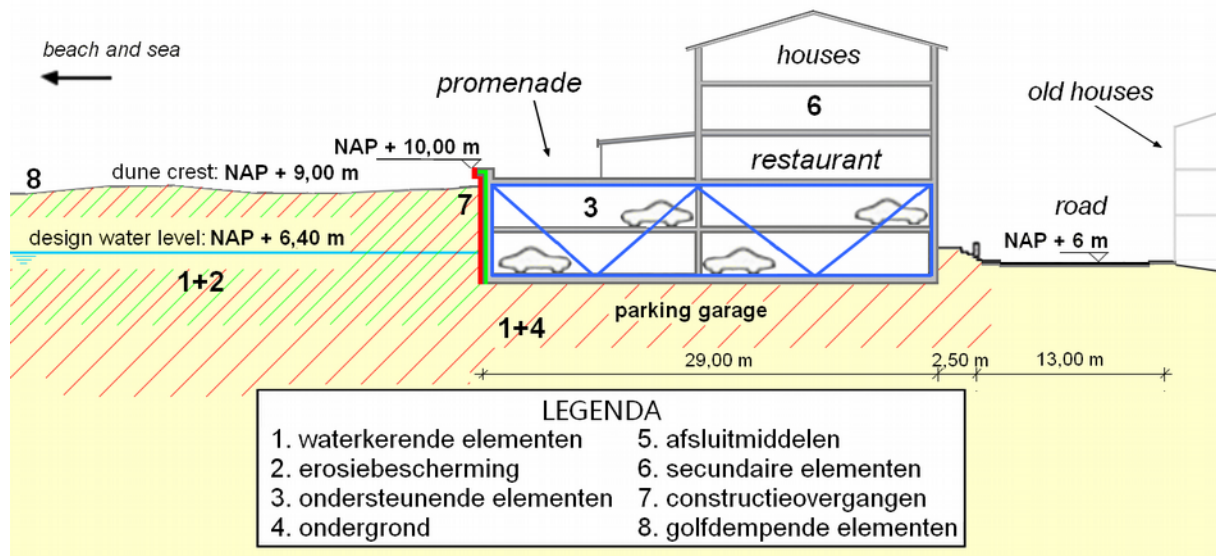 beach and sea
promenade
houses
6
old houses
NAP + 10,00 m
dune crest: NAP + 9,00 m
8
restaurant
7
3
road
design water level: NAP + 6,40 m
NAP + 6 m
1+2
parking garage
1+4
29,00 m
2,50 m
13,00 m
LEGENDA
1. waterkerende elementen
2. erosiebescherming
3. ondersteunende elementen
4. ondergrond
5. afsluitmiddelen
6. secundaire elementen
7. constructieovergangen
8. golfdempende elementen